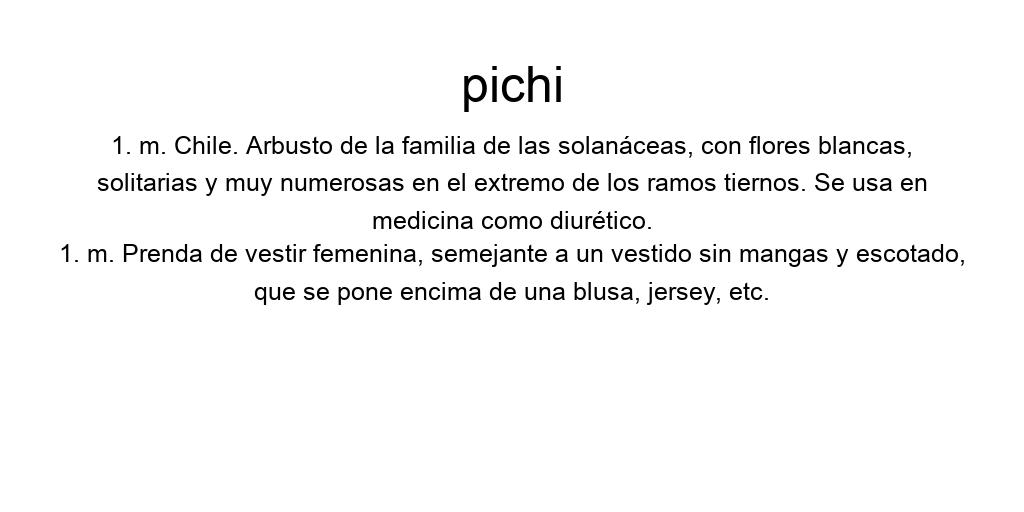 pichi
1. m. Chile. Arbusto de la familia de las solanáceas, con flores blancas,
solitarias y muy numerosas en el extremo de los ramos tiernos. Se usa en
medicina como diurético.
1. m. Prenda de vestir femenina, semejante a un vestido sin mangas y escotado,
que se pone encima de una blusa, jersey, etc.